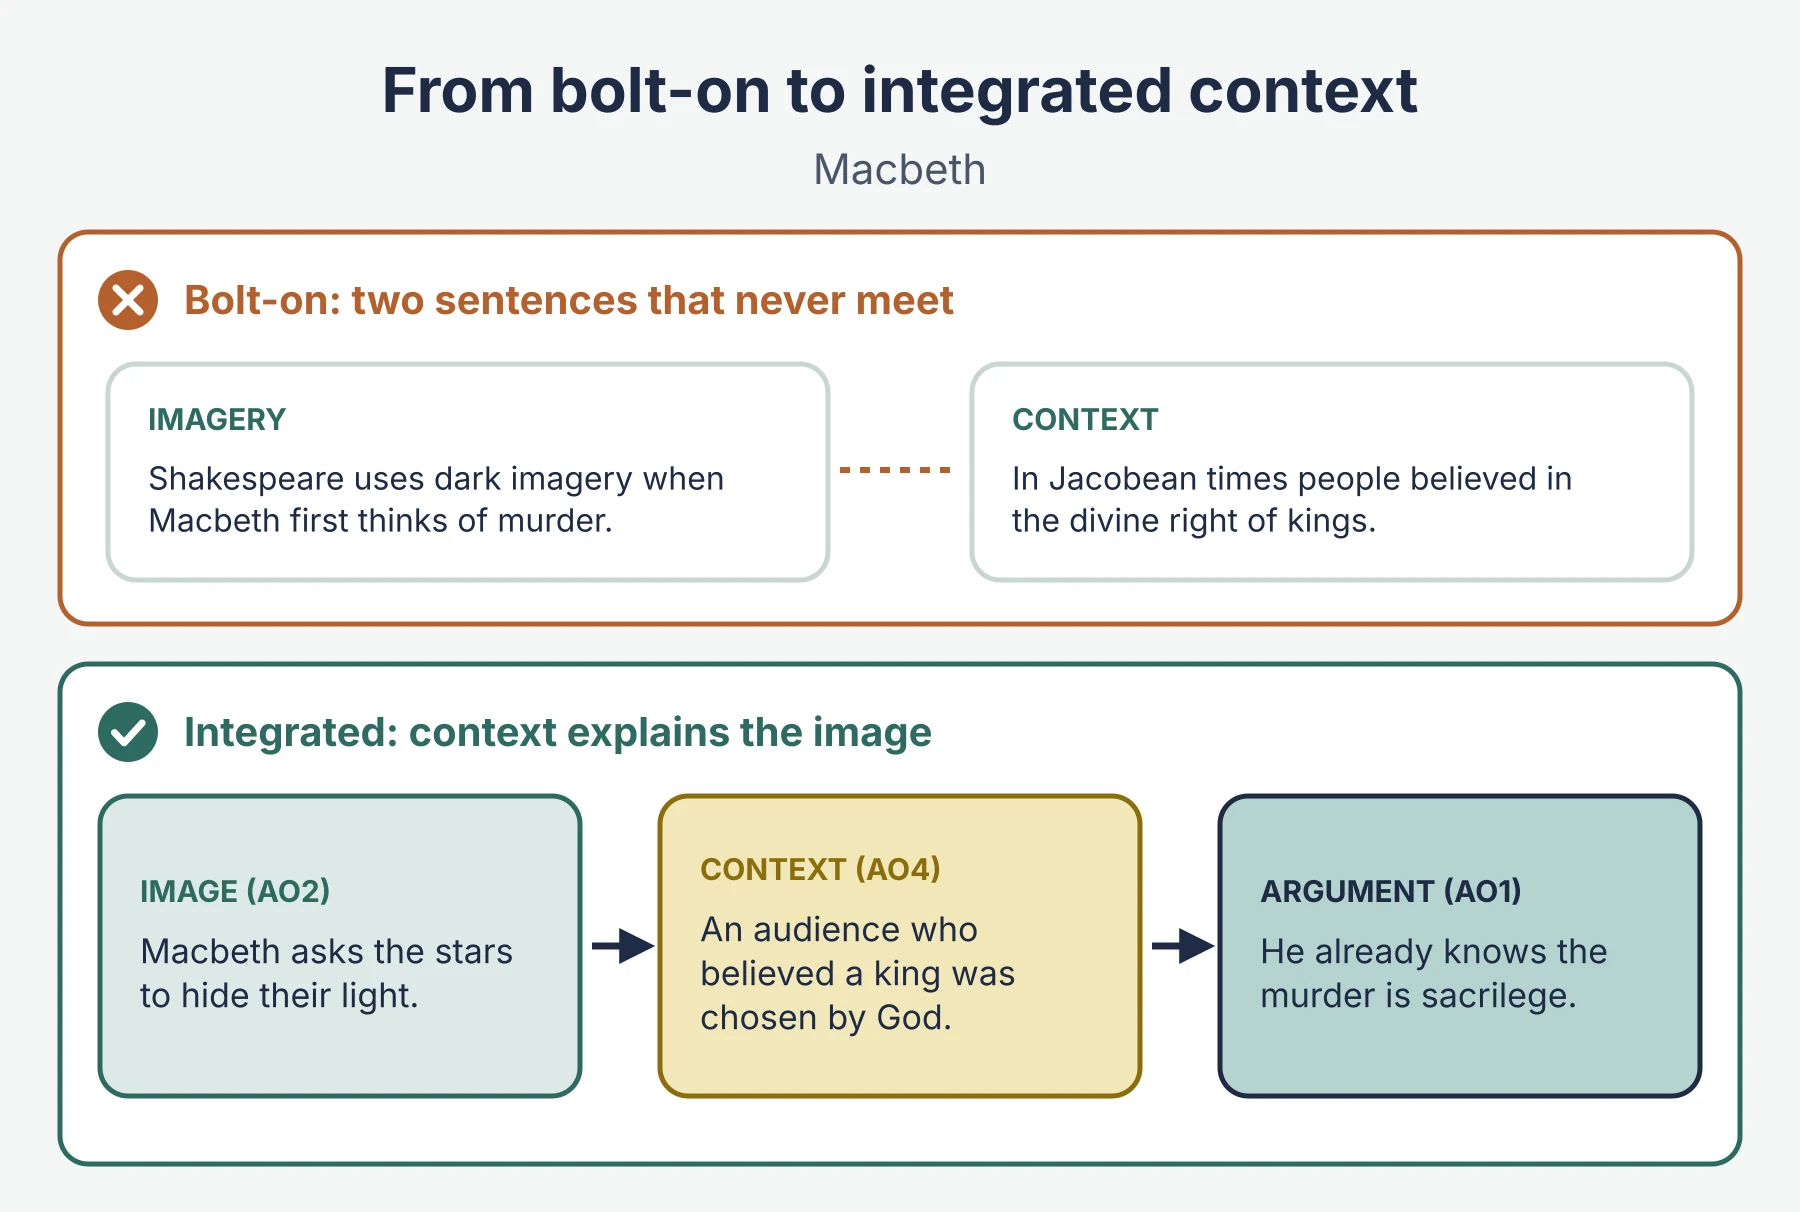 From bolt-on to integrated context
Macbeth
Bolt-on: two sentences that never meet
IMAGERY
Shakespeare uses dark imagery when
Macbeth first thinks of murder.
CONTEXT
In Jacobean times people believed in
the divine right of kings.
Integrated: context explains the image
IMAGE (AO2)
Macbeth asks the stars
to hide their light.
CONTEXT (AO4)
An audience who
believed a king was
chosen by God.
ARGUMENT (AO1)
He already knows the
murder is sacrilege.